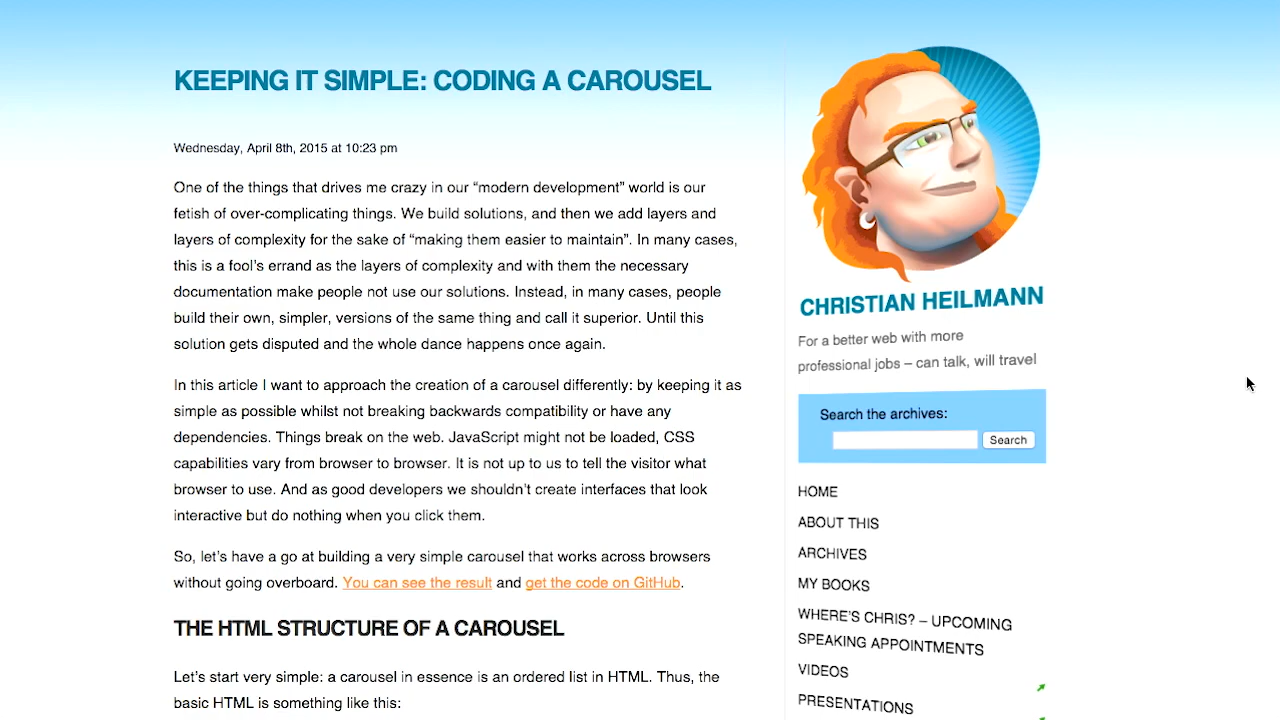 KEEPING IT SIMPLE: CODING A CAROUSEL
Wednesday, April 8th, 2015 at 10:23 pm
One of the things that drives me crazy in our “modern development” world is our
fetish of over-complicating things. We build solutions, and then we add layers and
layers of complexity for the sake of “making them easier to maintain”. In many cases,
this is a fool’s errand as the layers of complexity and with them the necessary
documentation make people not use our solutions. Instead, in many cases, people
build their own, simpler, versions of the same thing and call it superior. Until this
solution gets disputed and the whole dance happens once again.
In this article I want to approach the creation of a carousel differently: by keeping it as
simple as possible whilst not breaking backwards compatibility or have any
dependencies. Things break on the web. JavaScript might not be loaded, CSS
capabilities vary from browser to browser. It is not up to us to tell the visitor what
browser to use. And as good developers we shouldn’t create interfaces that look
interactive but do nothing when you click them.
So, let’s have a go at building a very simple carousel that works across browsers
without going overboard. You can see the result and get the code on GitHub.
THE HTML STRUCTURE OF A CAROUSEL
Let’s start very simple: a carousel in essence is an ordered list in HTML. Thus, the
basic HTML is something like this:
CHRISTIAN HEILMANN
For a better web with more
professional jobs – can talk, will travel
Search the archives:
Search
HOME
ABOUT THIS
ARCHIVES
MY BOOKS
WHERE’S CHRIS? – UPCOMING
SPEAKING APPOINTMENTS
VIDEOS
PRESENTATIONS